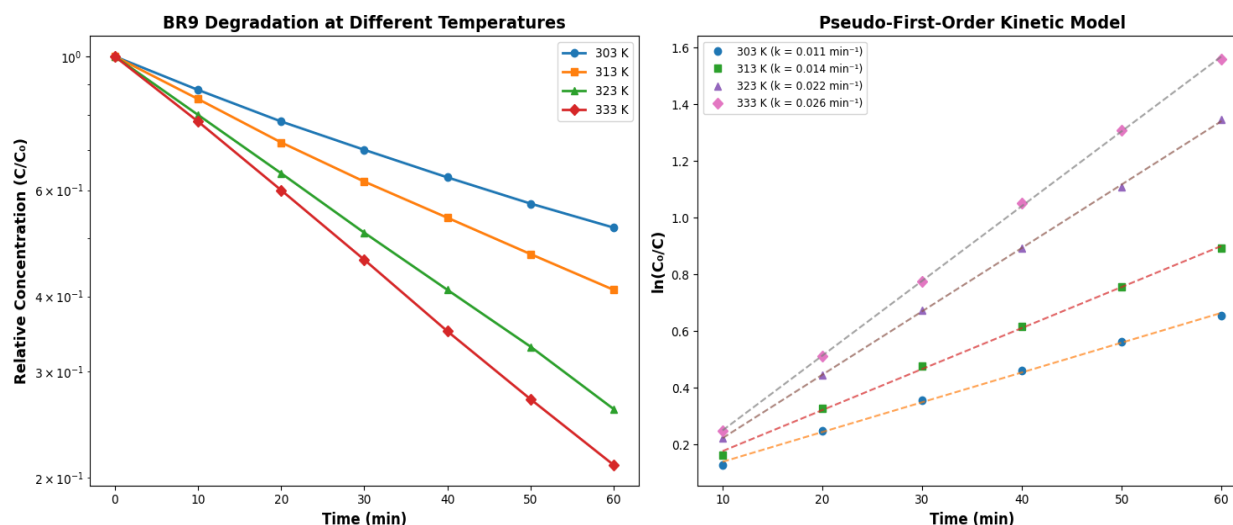 BR9 Degradation at Different Temperatures
Relative Concentration (C/C₀)
10⁰
6 × 10⁻¹
4 × 10⁻¹
3 × 10⁻¹
2 × 10⁻¹
303 K
313 K
323 K
333 K
0 10 20 30 40 50 60
Time (min)
Pseudo-First-Order Kinetic Model
ln(C₀/C)
1.6
1.4
1.2
1.0
0.8
0.6
0.4
0.2
303 K (k = 0.011 min⁻¹)
313 K (k = 0.014 min⁻¹)
323 K (k = 0.022 min⁻¹)
333 K (k = 0.026 min⁻¹)
10 20 30 40 50 60
Time (min)